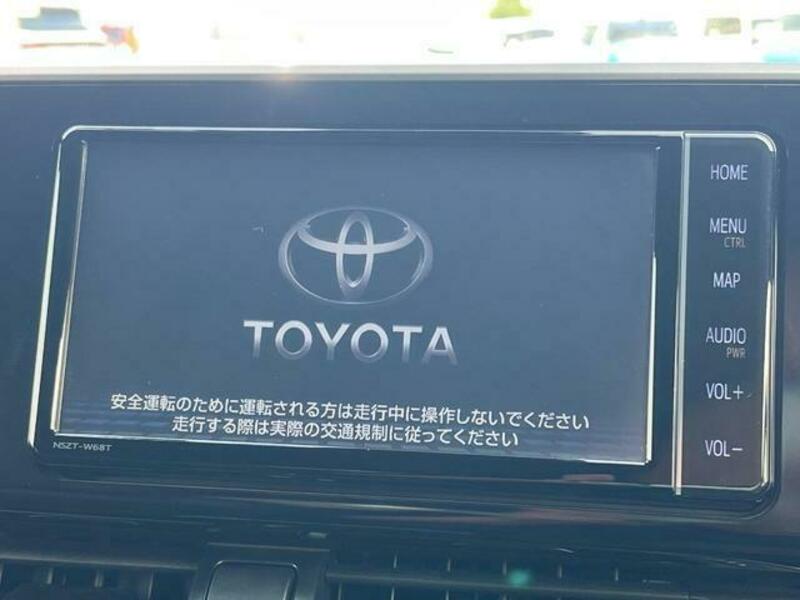 TOYOTA
安全運転のために運転される方は走行中に操作しないでください
走行する際は実際の交通規制に従ってください
NSZT-W68T
HOME
MENU
CTRL
MAP
AUDIO
PWR
VOL+
VOL-